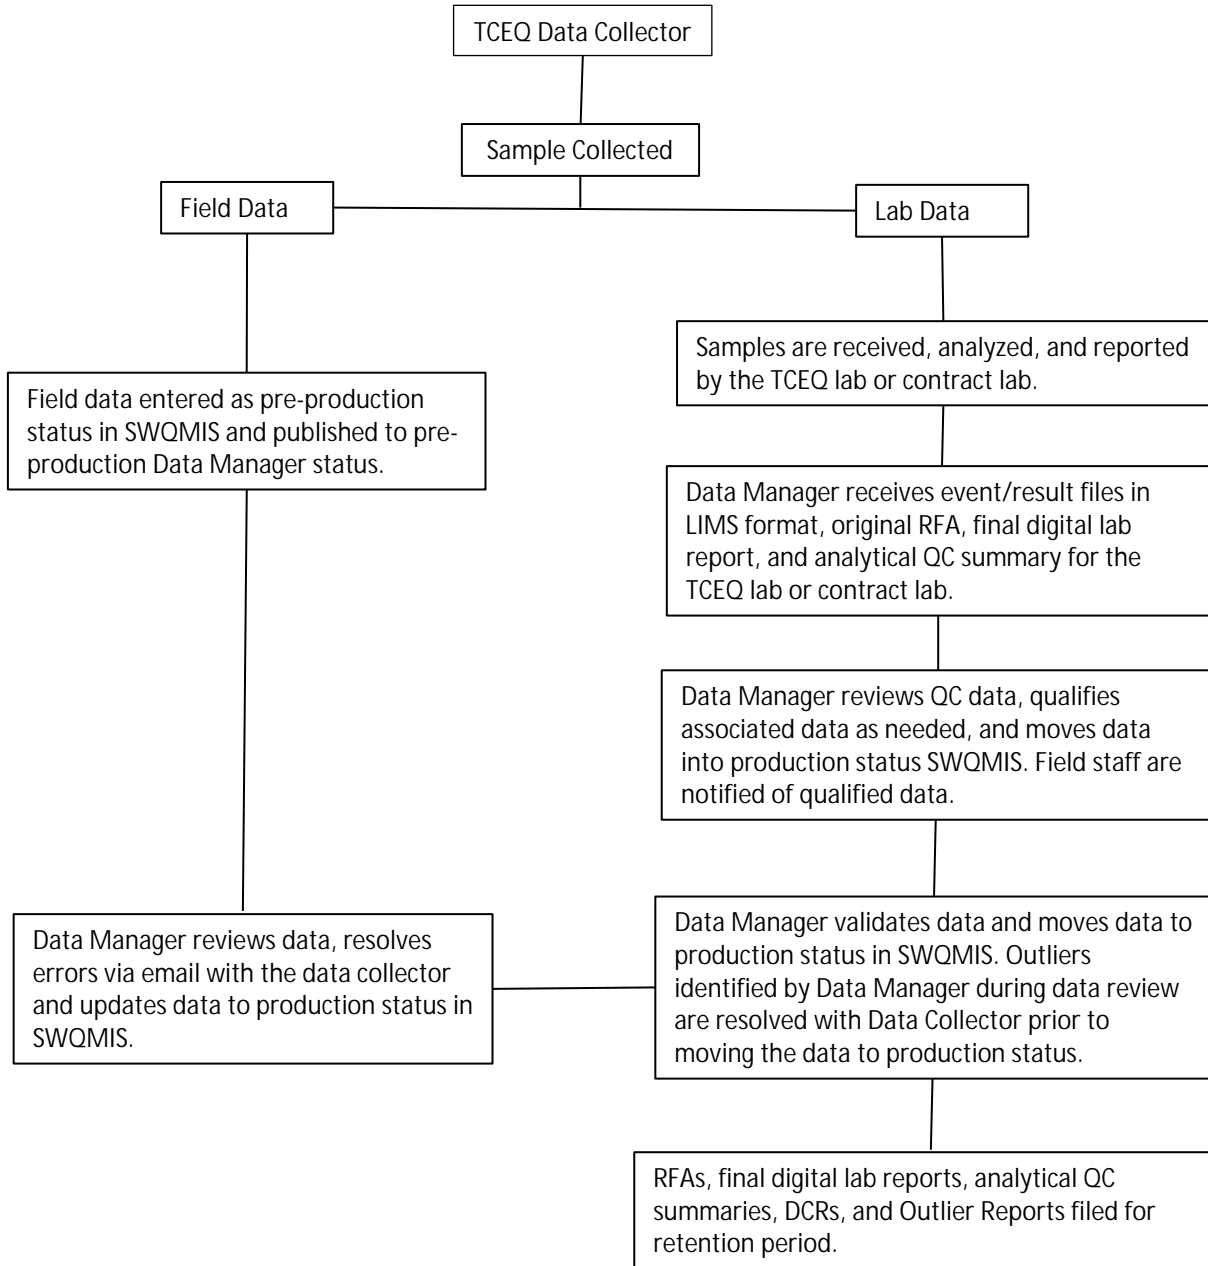 TCEQ Data Collector
Sample Collected
Field Data
Lab Data
Samples are received, analyzed, and reported
by the TCEQ lab or contract lab.
Field data entered as pre-production
status in SWQMIS and published to pre-
production Data Manager status.
Data Manager receives event/result files in
LIMS format, original RFA, final digital lab
report, and analytical QC summary for the
TCEQ lab or contract lab.
Data Manager reviews QC data, qualifies
associated data as needed, and moves data
into production status SWQMIS. Field staff are
notified of qualified data.
Data Manager reviews data, resolves
errors via email with the data collector
and updates data to production status in
SWQMIS.
Data Manager validates data and moves data to
production status in SWQMIS. Outliers
identified by Data Manager during data review
are resolved with Data Collector prior to
moving the data to production status.
RFAs, final digital lab reports, analytical QC
summaries, DCRs, and Outlier Reports filed for
retention period.